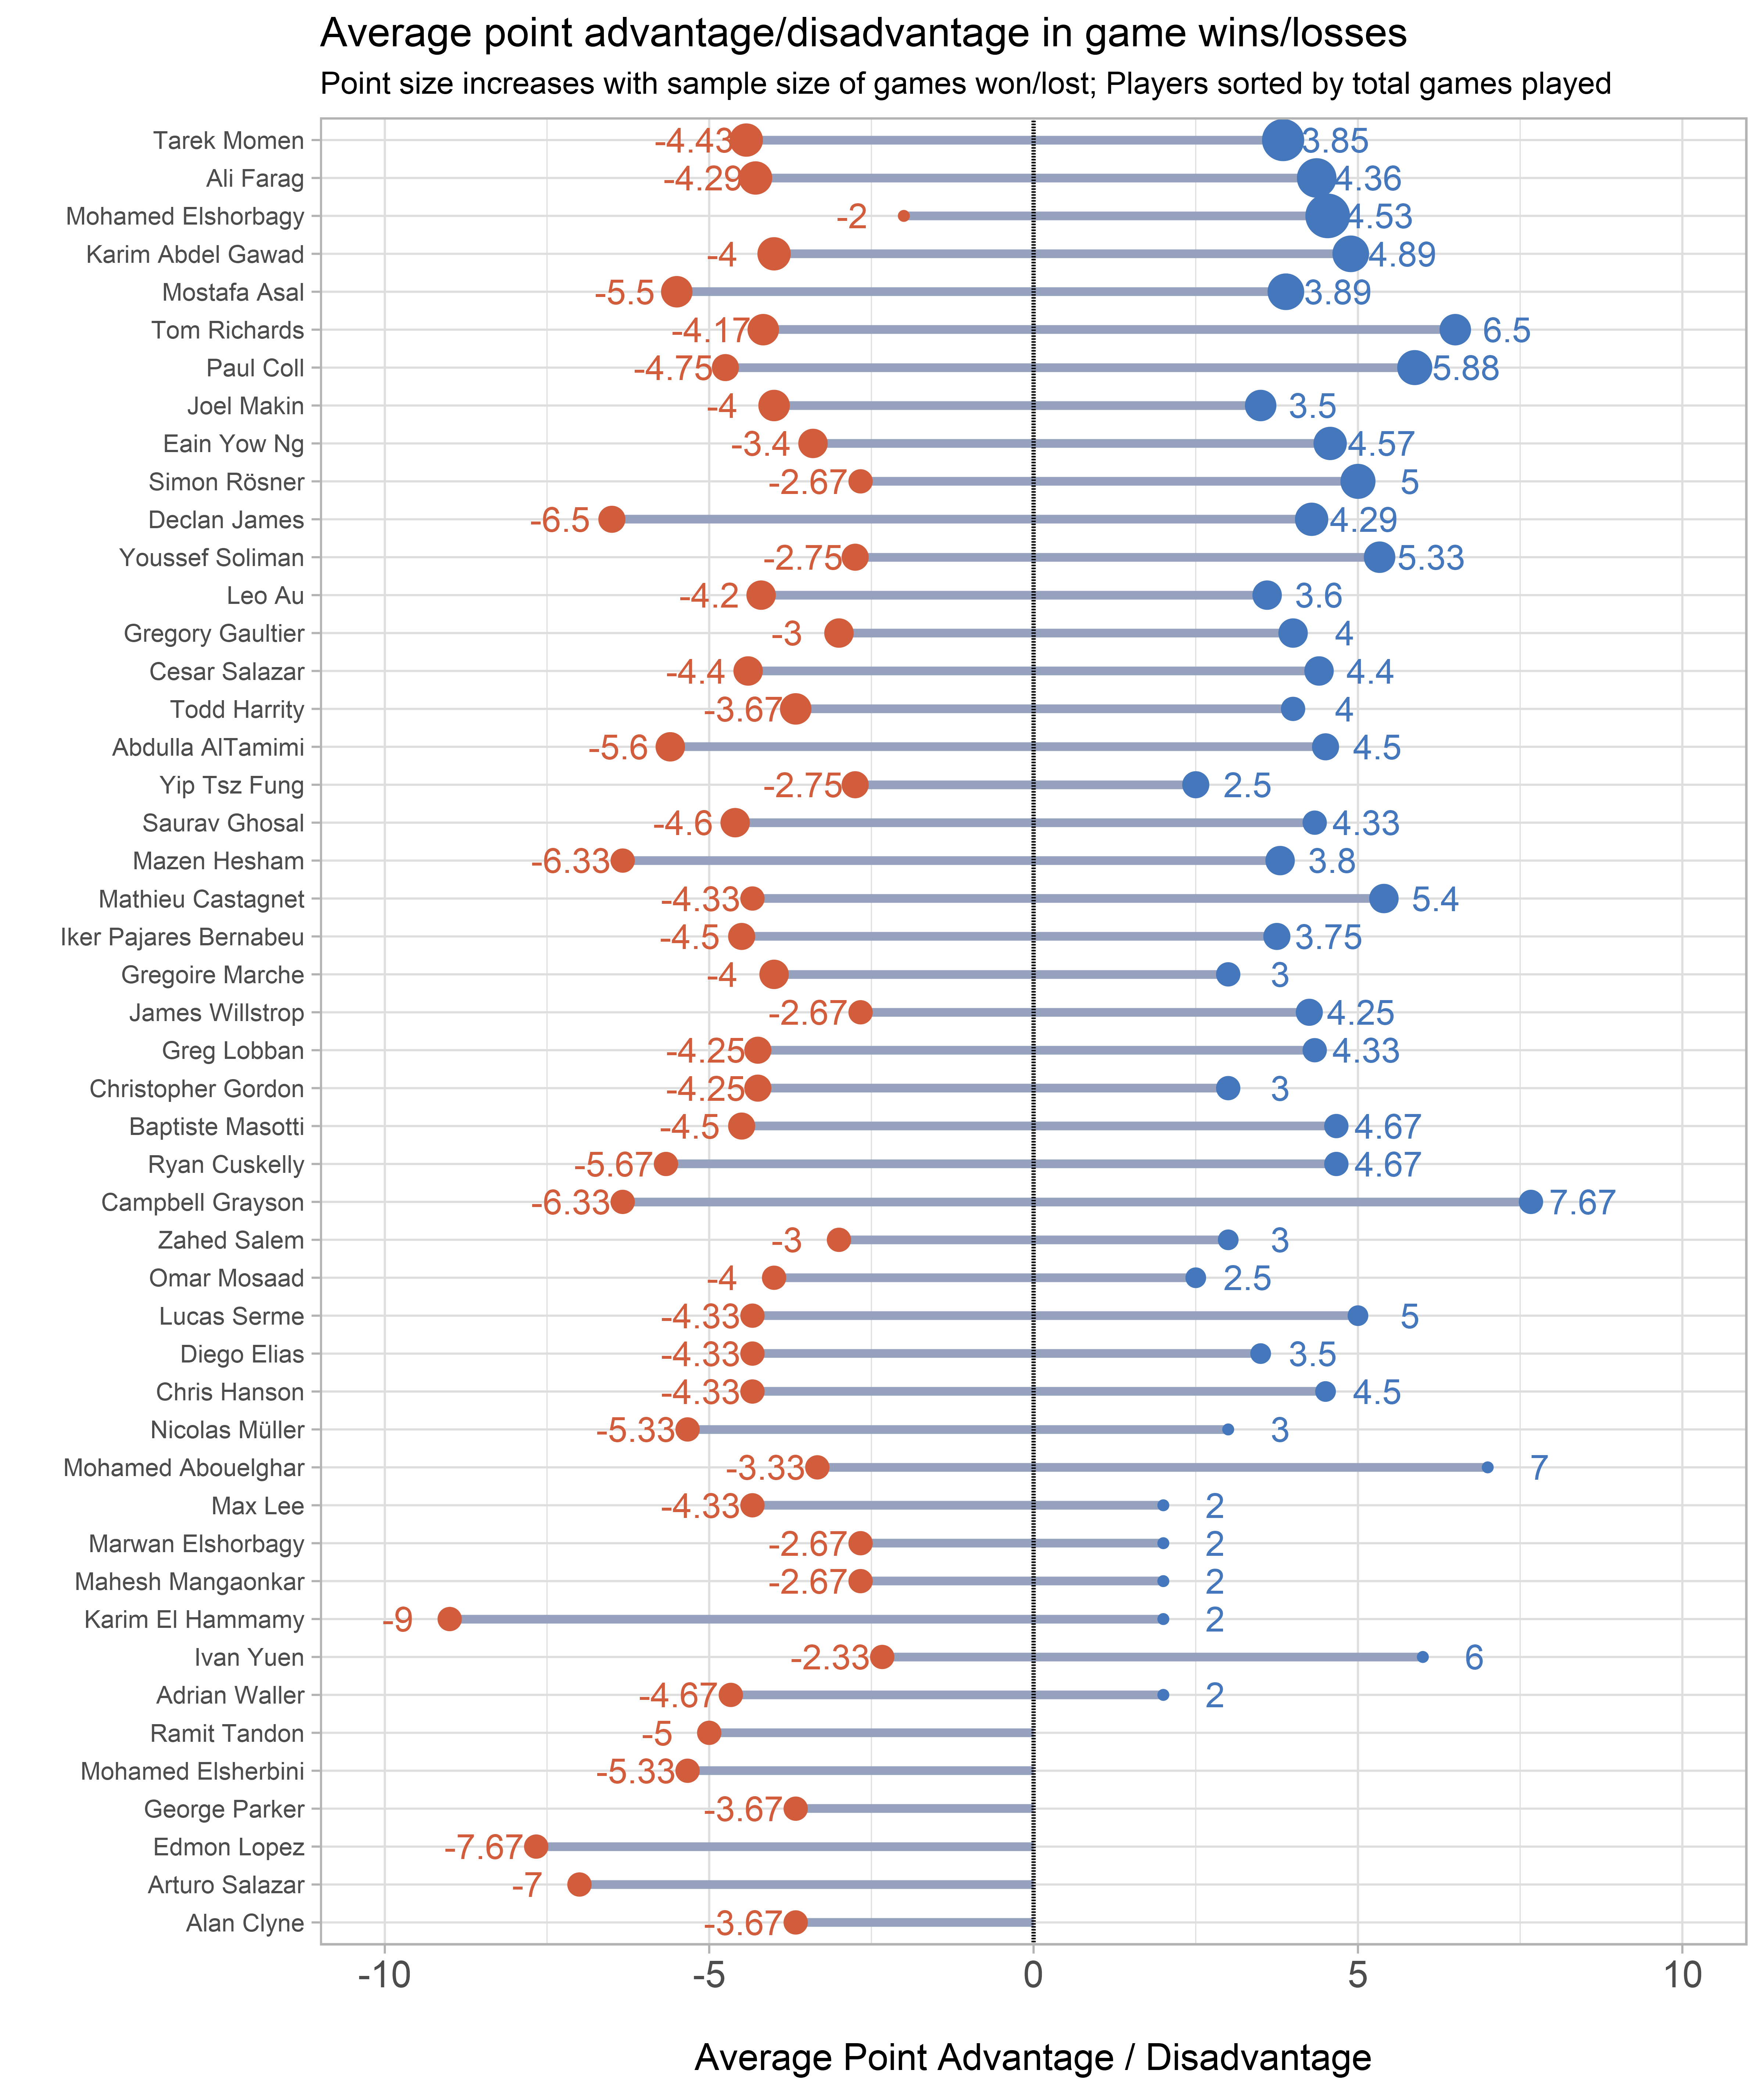 Average point advantage/disadvantage in game wins/losses
Point size increases with sample size of games won/lost; Players sorted by total games played
Tarek Momen -4.43 3.85
Ali Farag -4.29 4.36
Mohamed Elshorbagy -2 4.53
Karim Abdel Gawad -4 4.89
Mostafa Asal -5.5 3.89
Tom Richards -4.17 6.5
Paul Coll -4.75 5.88
Joel Makin -4 3.5
Eain Yow Ng -3.4 4.57
Simon Rösner -2.67 5
Declan James -6.5 4.29
Youssef Soliman -2.75 5.33
Leo Au -4.2 3.6
Gregory Gaultier -3 4
Cesar Salazar -4.4 4.4
Todd Harrity -3.67 4
Abdulla AlTamimi -5.6 4.5
Yip Tsz Fung -2.75 2.5
Saurav Ghosal -4.6 4.33
Mazen Hesham -6.33 3.8
Mathieu Castagnet -4.33 5.4
Iker Pajares Bernabeu -4.5 3.75
Gregoire Marche -4 3
James Willstrop -2.67 4.25
Greg Lobban -4.25 4.33
Christopher Gordon -4.25 3
Baptiste Masotti -4.5 4.67
Ryan Cuskelly -5.67 4.67
Campbell Grayson -6.33 7.67
Zahed Salem -3 3
Omar Mosaad -4 2.5
Lucas Serme -4.33 5
Diego Elias -4.33 3.5
Chris Hanson -4.33 4.5
Nicolas Müller -5.33 3
Mohamed Abouelghar -3.33 7
Max Lee -4.33 2
Marwan Elshorbagy -2.67 2
Mahesh Mangaonkar -2.67 2
Karim El Hammamy -9 2
Ivan Yuen -2.33 6
Adrian Waller -4.67 2
Ramit Tandon -5
Mohamed Elsherbini -5.33
George Parker -3.67
Edmon Lopez -7.67
Arturo Salazar -7
Alan Clyne -3.67
-10 -5 0 5 10
Average Point Advantage / Disadvantage